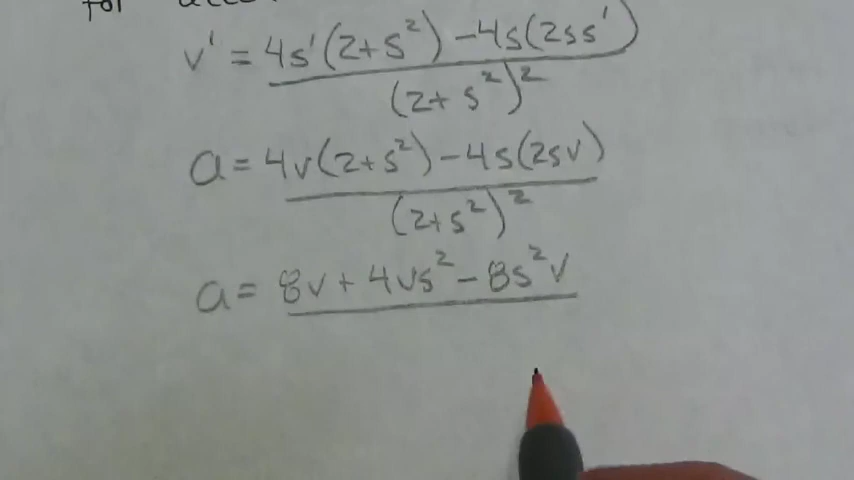 for
v' = 4s'(2+s²) - 4s(2ss')
(2+s²)²
a = 4v(2+s²) - 4s(2sv)
(2+s²)²
a = 8v + 4vs² - 8s²v